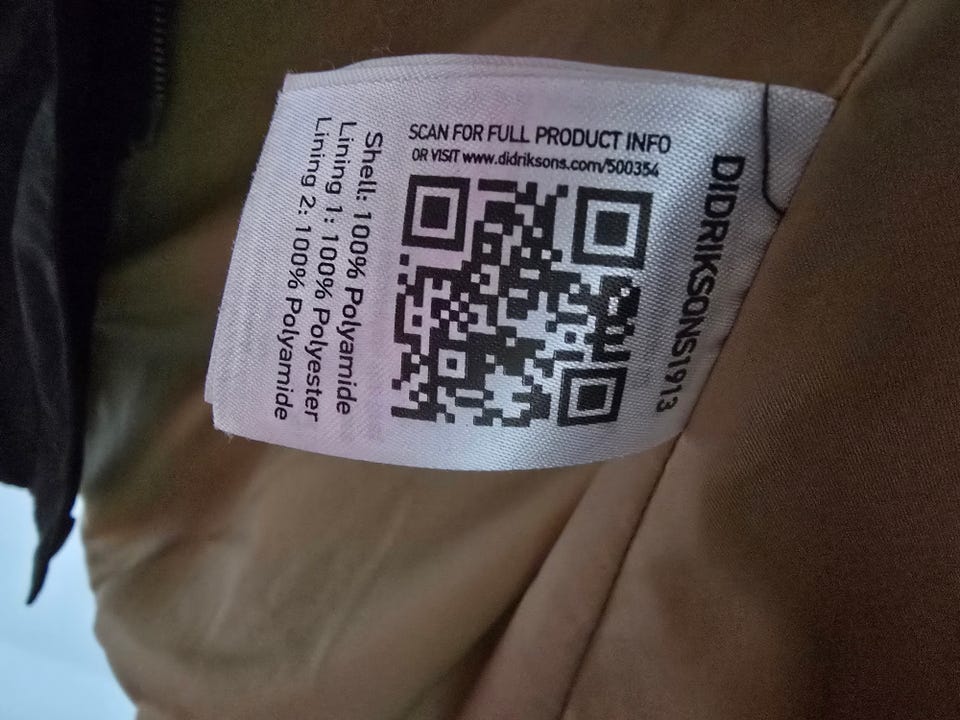 DIDRIKSONS1913
SCAN FOR FULL PRODUCT INFO
OR VISIT www.didriksons.com/500354
Shell: 100% Polyamide
Lining 1: 100% Polyester
Lining 2: 100% Polyamide